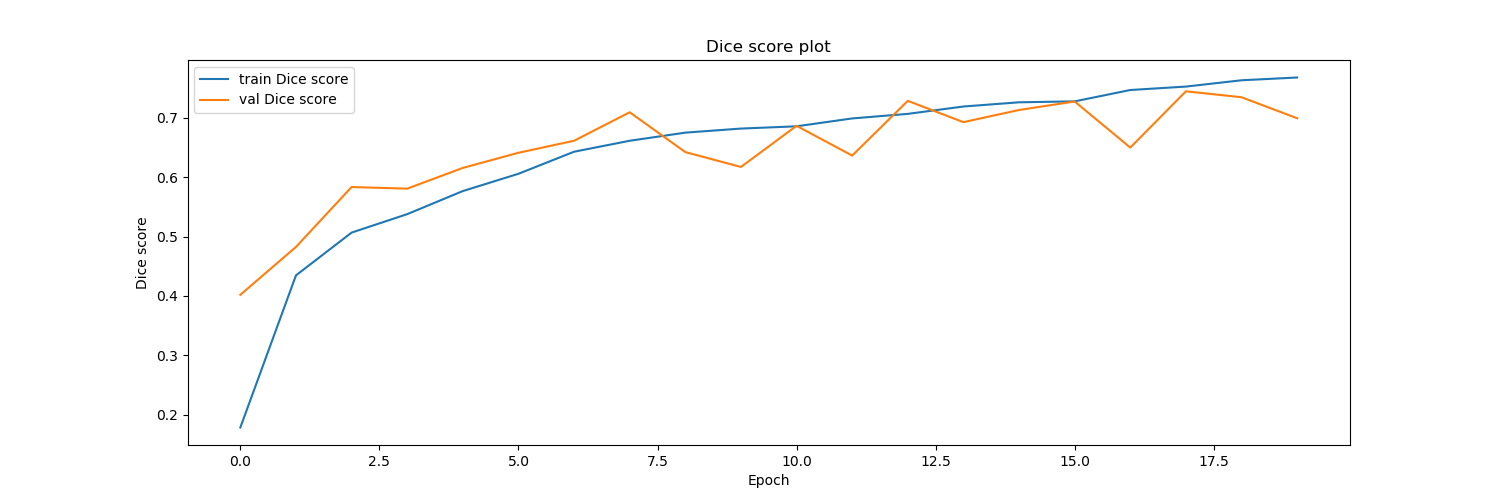 Dice score plot
train Dice score
val Dice score
0.7
0.6
0.5
0.4
0.3
0.2
Dice score
0.0 2.5 5.0 7.5 10.0 12.5 15.0 17.5
Epoch